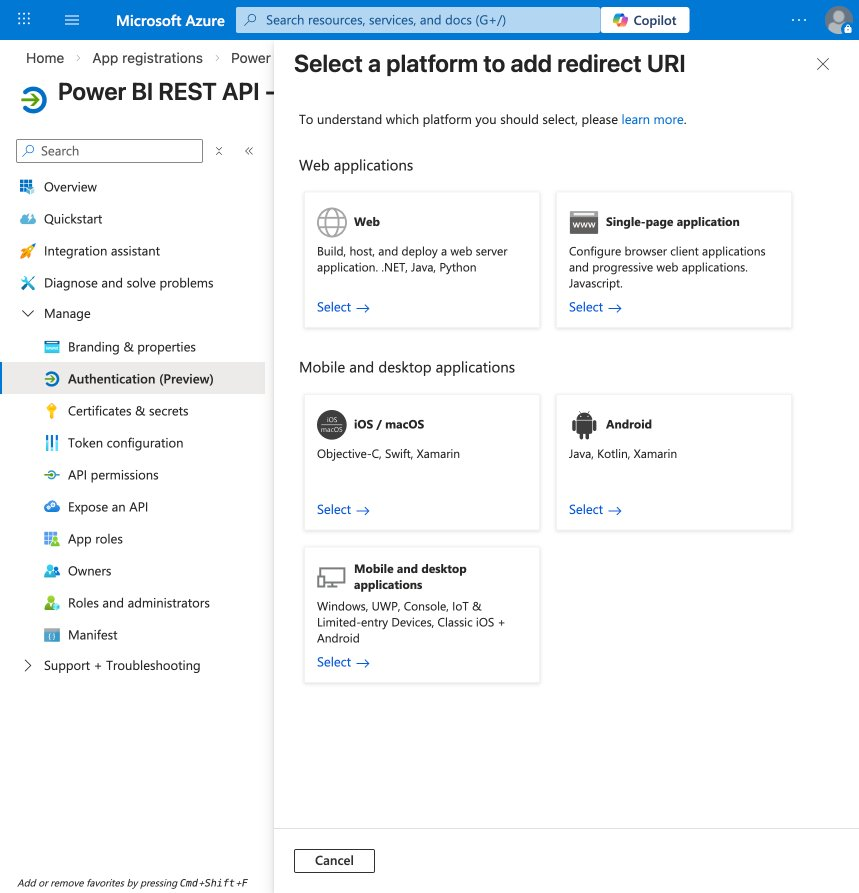 Microsoft Azure
Search resources, services, and docs (G+/)
Copilot
Home
App registrations
Power
Power BI REST API –
Search
Overview
Quickstart
Integration assistant
Diagnose and solve problems
Manage
Branding & properties
Authentication (Preview)
Certificates & secrets
Token configuration
API permissions
Expose an API
App roles
Owners
Roles and administrators
Manifest
Support + Troubleshooting
Add or remove favorites by pressing Cmd+Shift+F
Select a platform to add redirect URI
To understand which platform you should select, please learn more.
Web applications
Web
Build, host, and deploy a web server
application. .NET, Java, Python
Select
www
Single-page application
Configure browser client applications
and progressive web applications.
Javascript.
Select
Mobile and desktop applications
iOS
macOS
iOS / macOS
Objective-C, Swift, Xamarin
Select
Android
Java, Kotlin, Xamarin
Select
Mobile and desktop
applications
Windows, UWP, Console, IoT &
Limited-entry Devices, Classic iOS +
Android
Select
Cancel